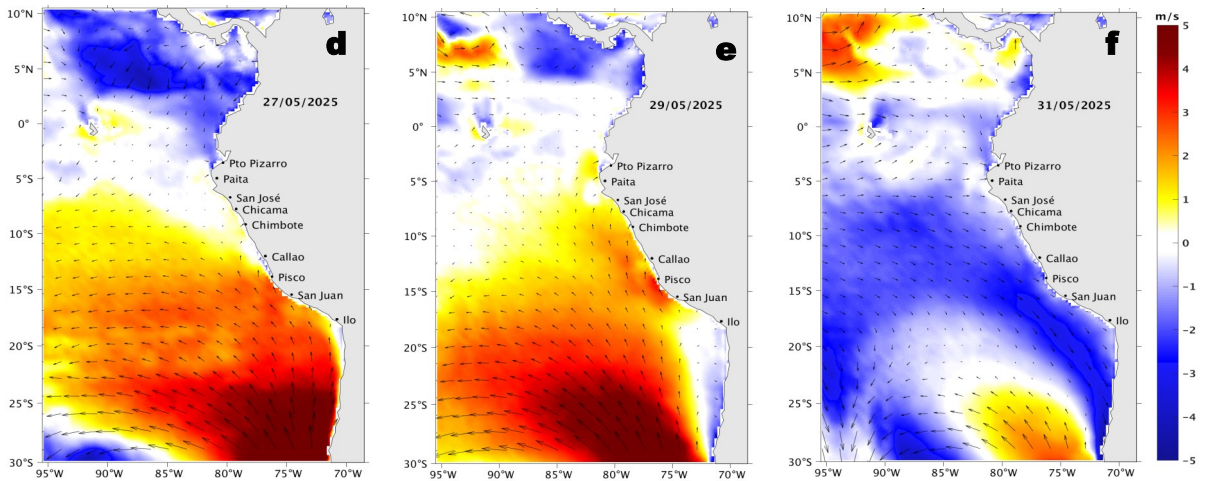 d
10°N
5°N
0°
5°S
10°S
15°S
20°S
25°S
30°S
95°W
90°W
85°W
80°W
75°W
70°W
27/05/2025
Pto Pizarro
Paita
San José
Chicama
Chimbote
Callao
Pisco
San Juan
Ilo
e
10°N
5°N
0°
5°S
10°S
15°S
20°S
25°S
30°S
95°W
90°W
85°W
80°W
75°W
70°W
29/05/2025
Pto Pizarro
Paita
San José
Chicama
Chimbote
Callao
Pisco
San Juan
Ilo
f
10°N
5°N
0°
5°S
10°S
15°S
20°S
25°S
30°S
95°W
90°W
85°W
80°W
75°W
70°W
31/05/2025
Pto Pizarro
Paita
San José
Chicama
Chimbote
Callao
Pisco
San Juan
Ilo
m/s
5
4
3
2
1
0
−1
−2
−3
−4
−5